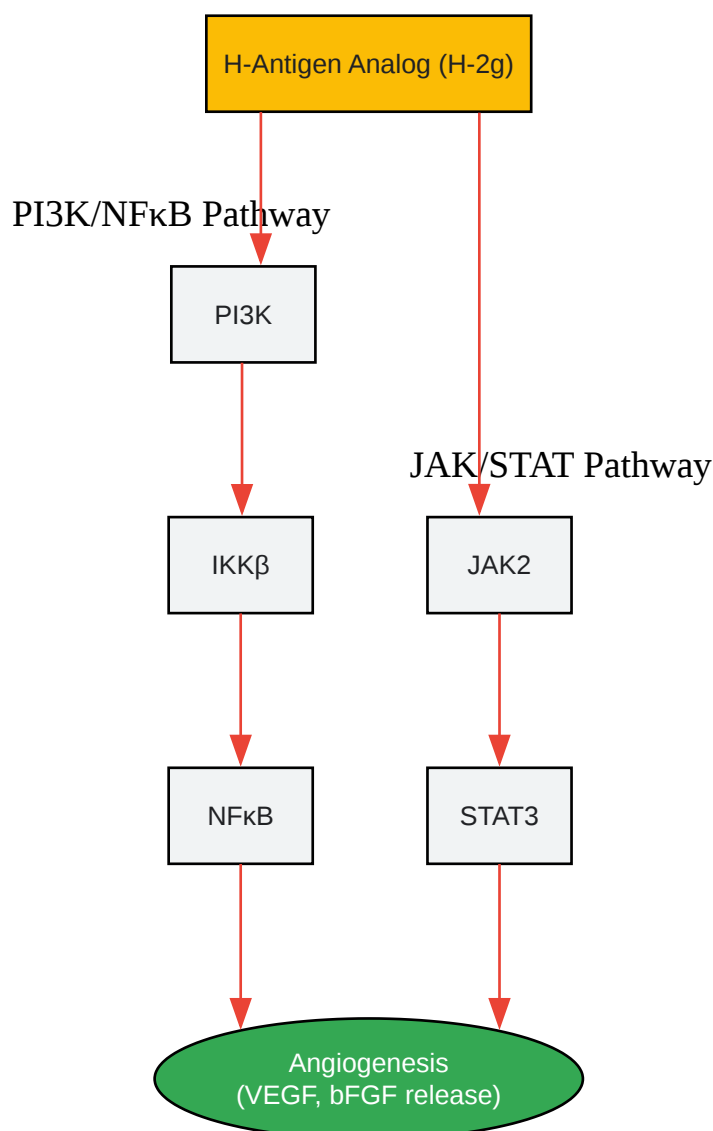 H-Antigen Analog (H-2g)
PI3K/NFκB Pathway
PI3K
JAK/STAT Pathway
IKKβ
JAK2
NFκB
STAT3
Angiogenesis
(VEGF, bFGF release)